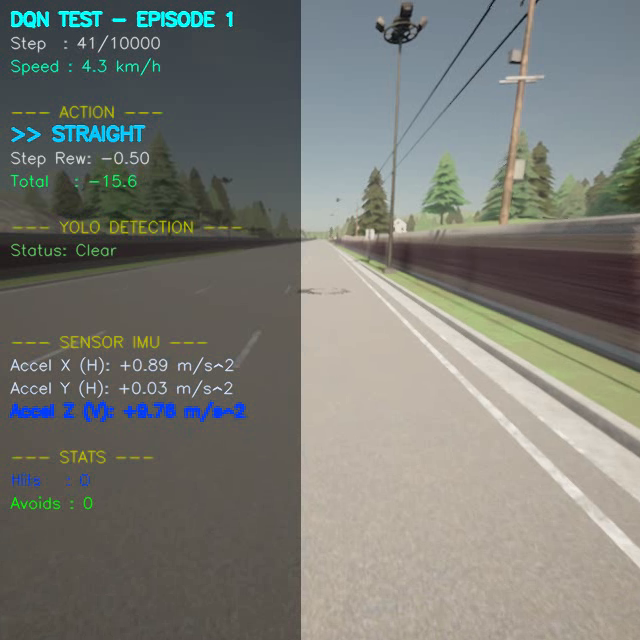 DQN TEST - EPISODE 1
Step : 41/10000
Speed : 4.3 km/h
--- ACTION ---
>> STRAIGHT
Step Rew: -0.50
Total : -15.6
--- YOLO DETECTION ---
Status: Clear
--- SENSOR IMU ---
Accel X (H): +0.89 m/s^2
Accel Y (H): +0.03 m/s^2
Accel Z (V): +9.76 m/s^2
--- STATS ---
Hits : 0
Avoids : 0